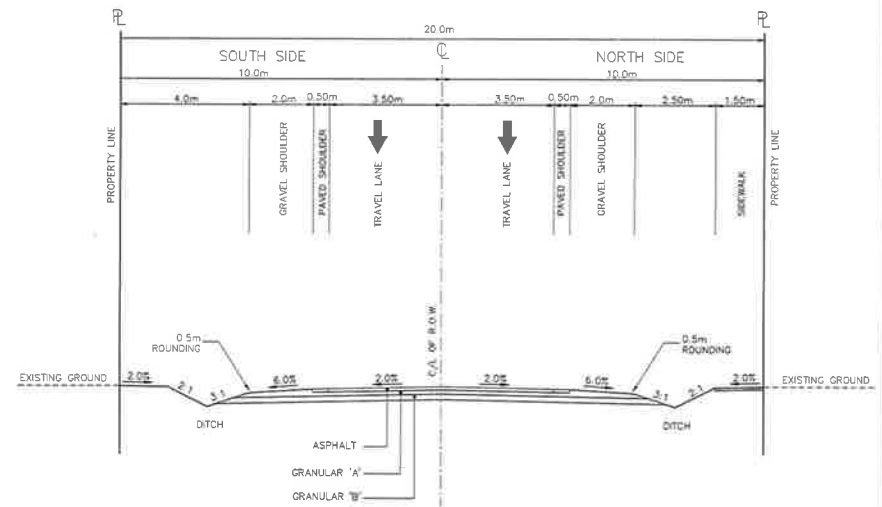 PL
PL
20.0m
SOUTH SIDE
CL
NORTH SIDE
10.0m
10.0m
4.0m
2.0m
0.50m
3.50m
3.50m
0.50m
2.0m
2.50m
1.50m
PROPERTY LINE
GRAVEL SHOULDER
PAVED SHOULDER
TRAVEL LANE
TRAVEL LANE
PAVED SHOULDER
GRAVEL SHOULDER
SIDEWALK
PROPERTY LINE
C/L OF R.O.W.
0.5m
ROUNDING
0.5m
ROUNDING
EXISTING GROUND
2.0%
2:1
3:1
6.0%
2.0%
2.0%
6.0%
3:1
2:1
2.0%
EXISTING GROUND
DITCH
DITCH
ASPHALT
GRANULAR 'A'
GRANULAR 'B'